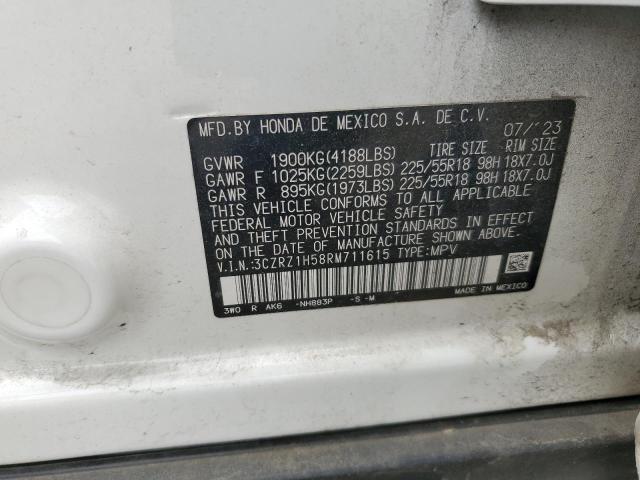 MFD.BY HONDA DE MEXICO S.A. DE C.V. 07/'23
GVWR 1900KG(4188LBS) TIRE SIZE RIM SIZE
GAWR F 1025KG(2259LBS) 225/55R18 98H 18X7.0J
GAWR R 895KG(1973LBS) 225/55R18 98H 18X7.0J
THIS VEHICLE CONFORMS TO ALL APPLICABLE
FEDERAL MOTOR VEHICLE SAFETY
AND THEFT PREVENTION STANDARDS IN EFFECT
ON THE DATE OF MANUFACTURE SHOWN ABOVE.
V.I.N.:3CZRZ1H58RM711615 TYPE:MPV
3W0 R AK6 -NH883P -S -M
MADE IN MEXICO